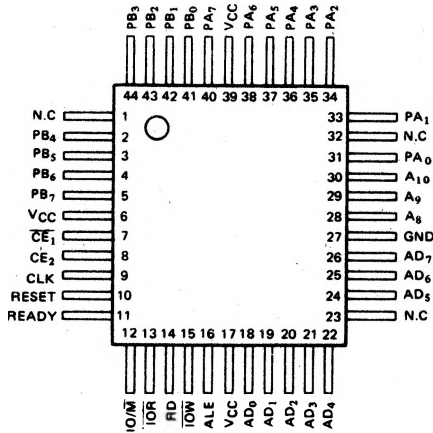 PB3 PB2 PB1 PB0 PA7 VCC PA6 PA5 PA4 PA3 PA2
44 43 42 41 40 39 38 37 36 35 34
N.C 1
PB4 2
PB5 3
PB6 4
PB7 5
VCC 6
C̅E̅1 7
CE2 8
CLK 9
RESET 10
READY 11
33 PA1
32 N.C
31 PA0
30 A10
29 A9
28 A8
27 GND
26 AD7
25 AD6
24 AD5
23 N.C
12 13 14 15 16 17 18 19 20 21 22
IO/M̅ I̅O̅R̅ R̅D̅ I̅O̅W̅ ALE VCC AD0 AD1 AD2 AD3 AD4